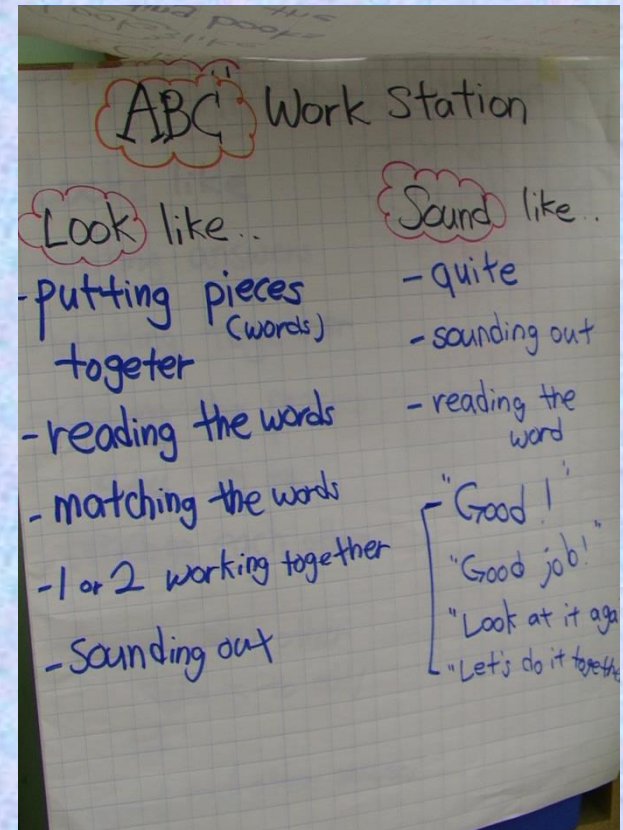 ABC Work Station
Look like..
- putting pieces
(words)
togeter
- reading the words
- matching the words
- 1 or 2 working together
- Sounding out
Sound like..
- quite
- sounding out
- reading the
word
- "Good!"
"Good job!"
"Look at it aga
- "Let's do it togethe